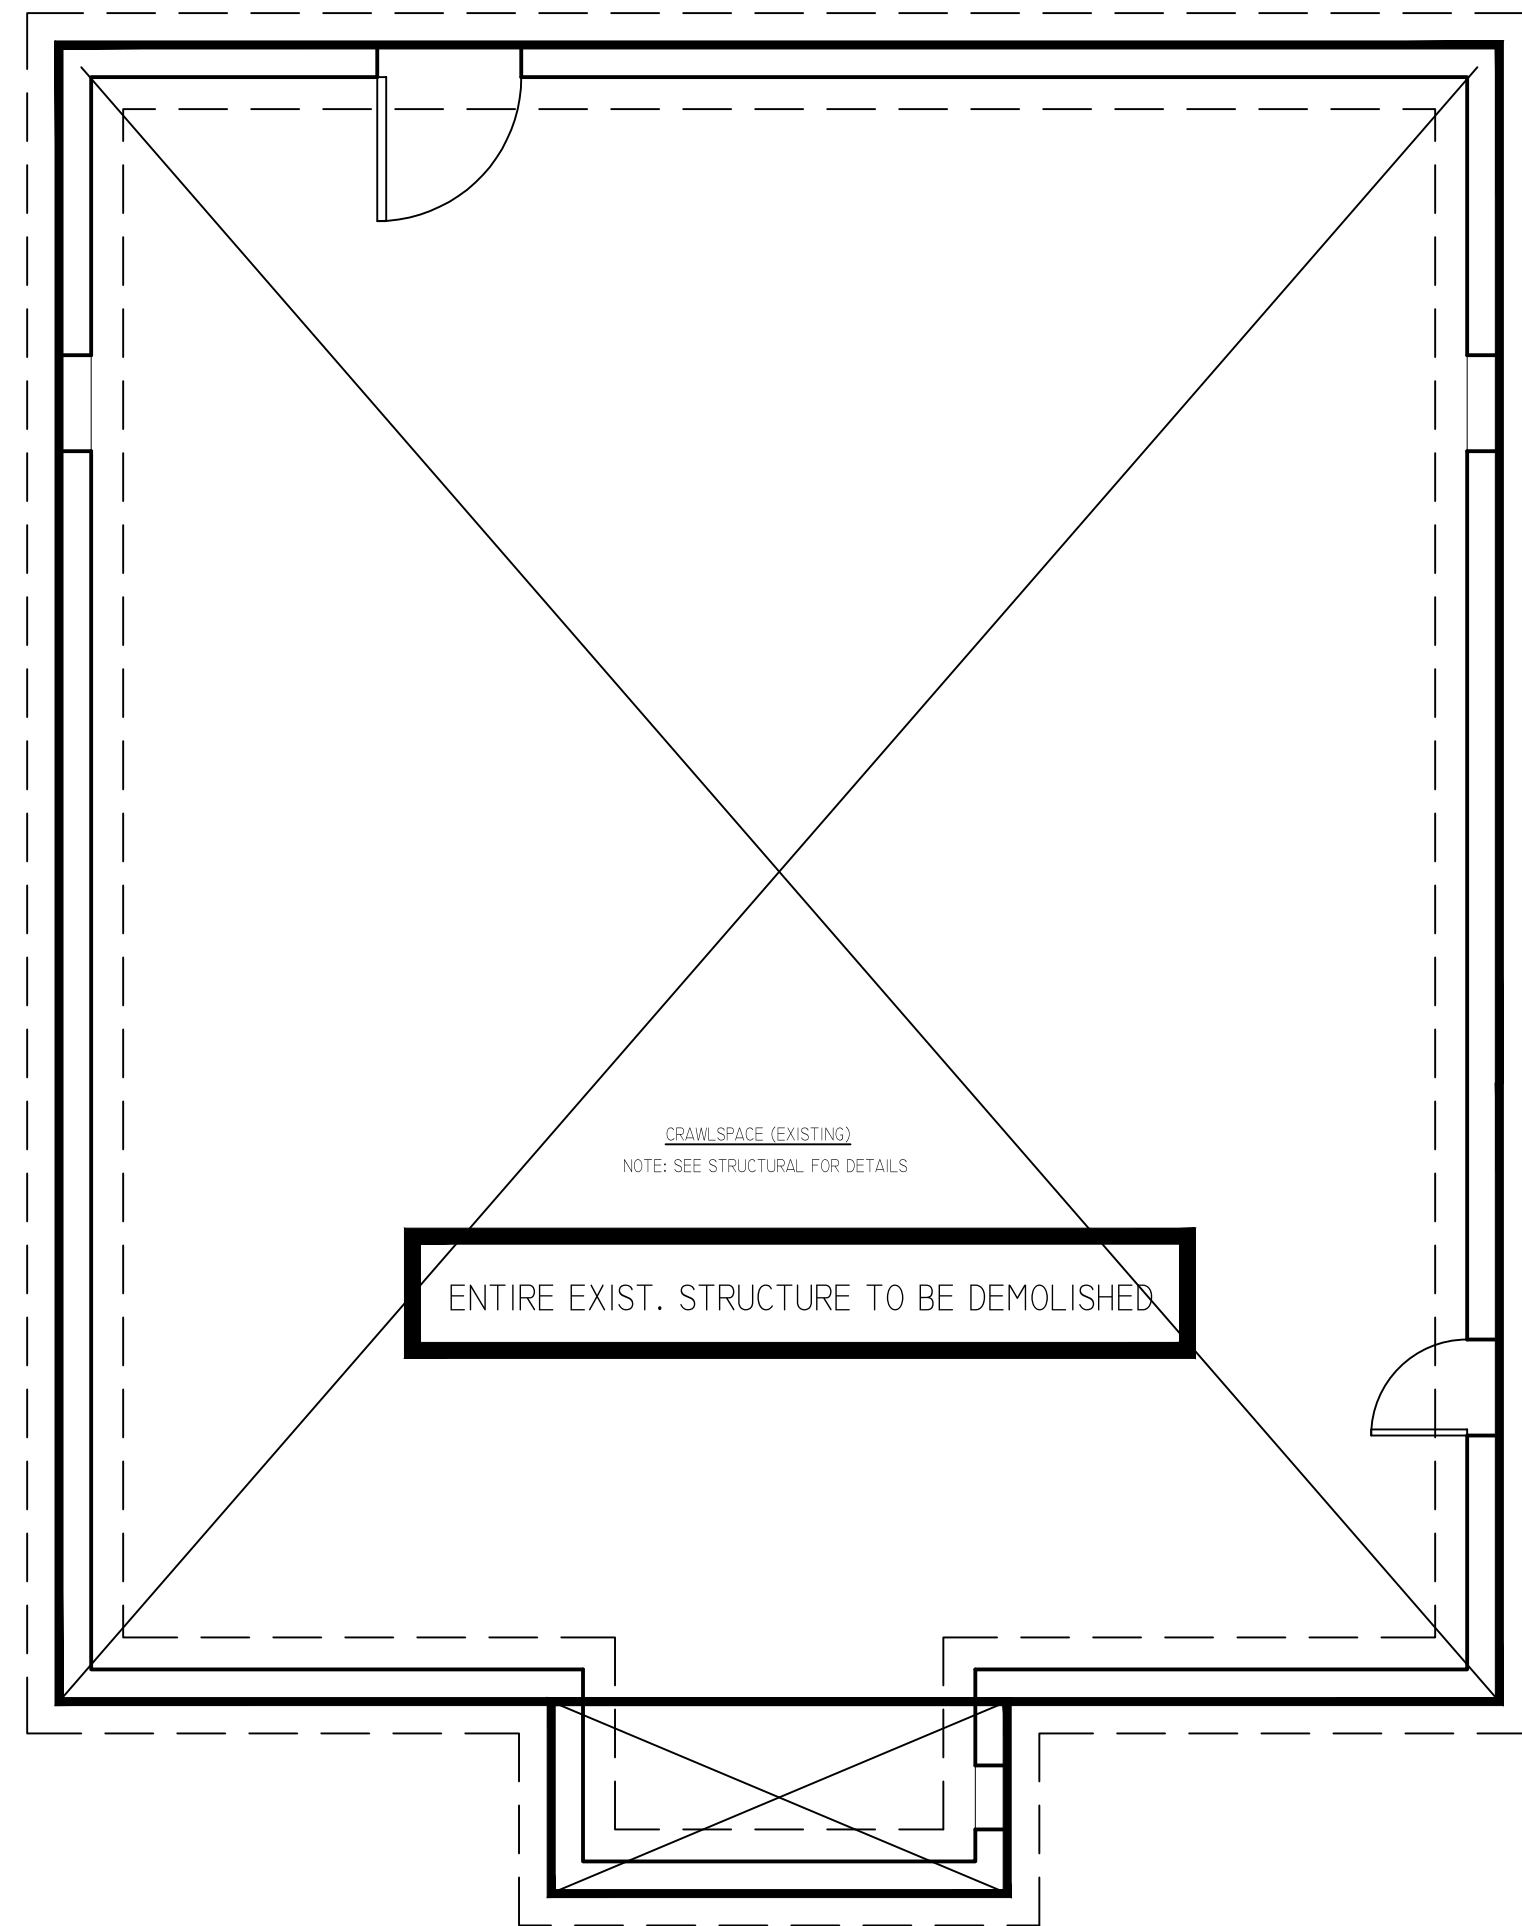 CRAWLSPACE (EXISTING)
NOTE: SEE STRUCTURAL FOR DETAILS
ENTIRE EXIST. STRUCTURE TO BE DEMOLISHED